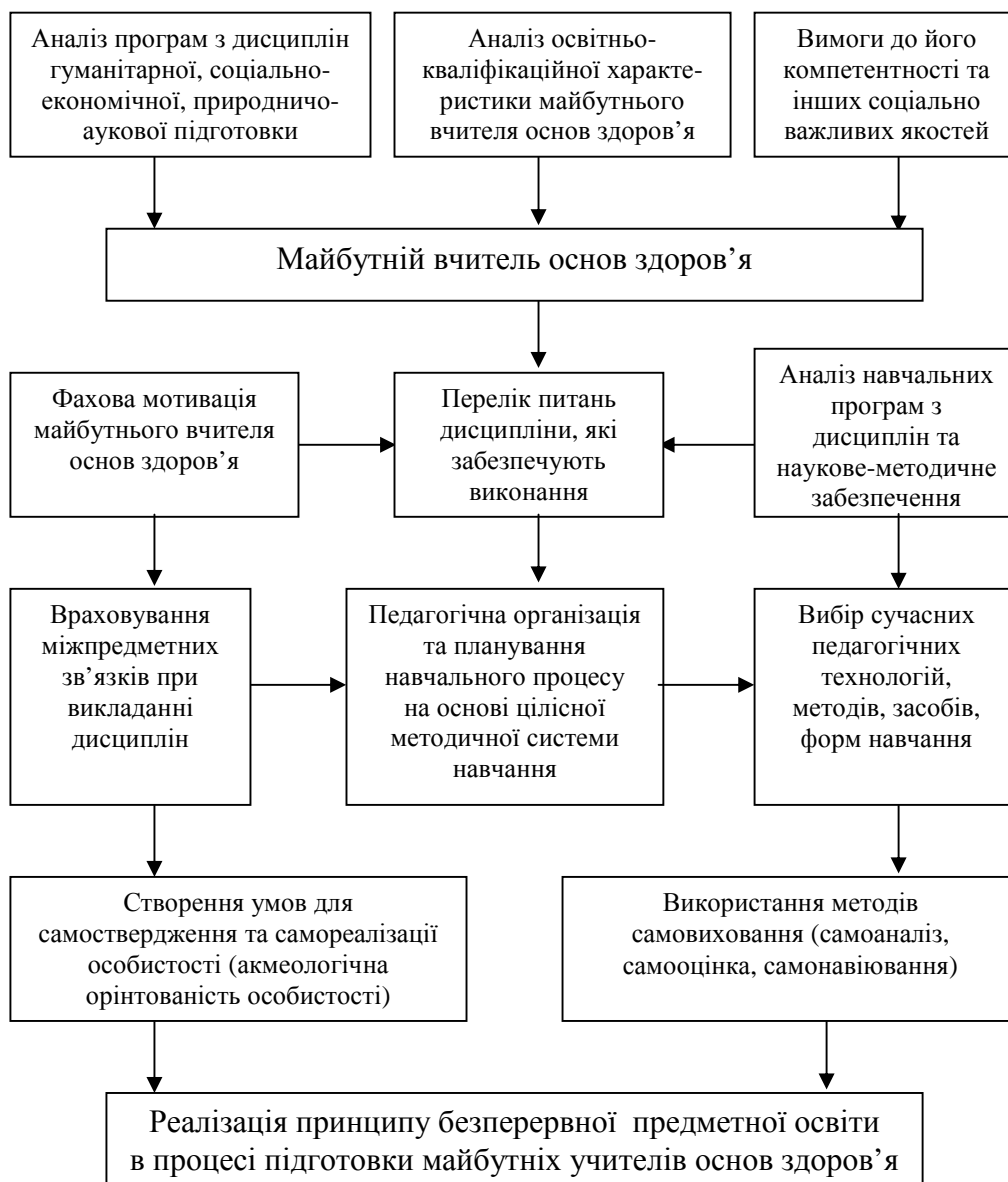 Аналіз програм з дисциплін
гуманітарної, соціально-
економічної, природничо-
аукової підготовки
Аналіз освітньо-
кваліфікаційної характе-
ристики майбутнього
вчителя основ здоров’я
Вимоги до його
компетентності та
інших соціально
важливих якостей
Майбутній вчитель основ здоров’я
Фахова мотивація
майбутнього вчителя
основ здоров’я
Перелік питань
дисципліни, які
забезпечують
виконання
Аналіз навчальних
програм з
дисциплін та
наукове-методичне
забезпечення
Враховування
міжпредметних
зв’язків при
викладанні
дисциплін
Педагогічна організація
та планування
навчального процесу
на основі цілісної
методичної системи
навчання
Вибір сучасних
педагогічних
технологій,
методів, засобів,
форм навчання
Створення умов для
самоствердження та самореалізації
особистості (акмеологічна
орінтованість особистості)
Використання методів
самовиховання (самоаналіз,
самооцінка, самонавіювання)
Реалізація принципу безперервної предметної освіти
в процесі підготовки майбутніх учителів основ здоров’я